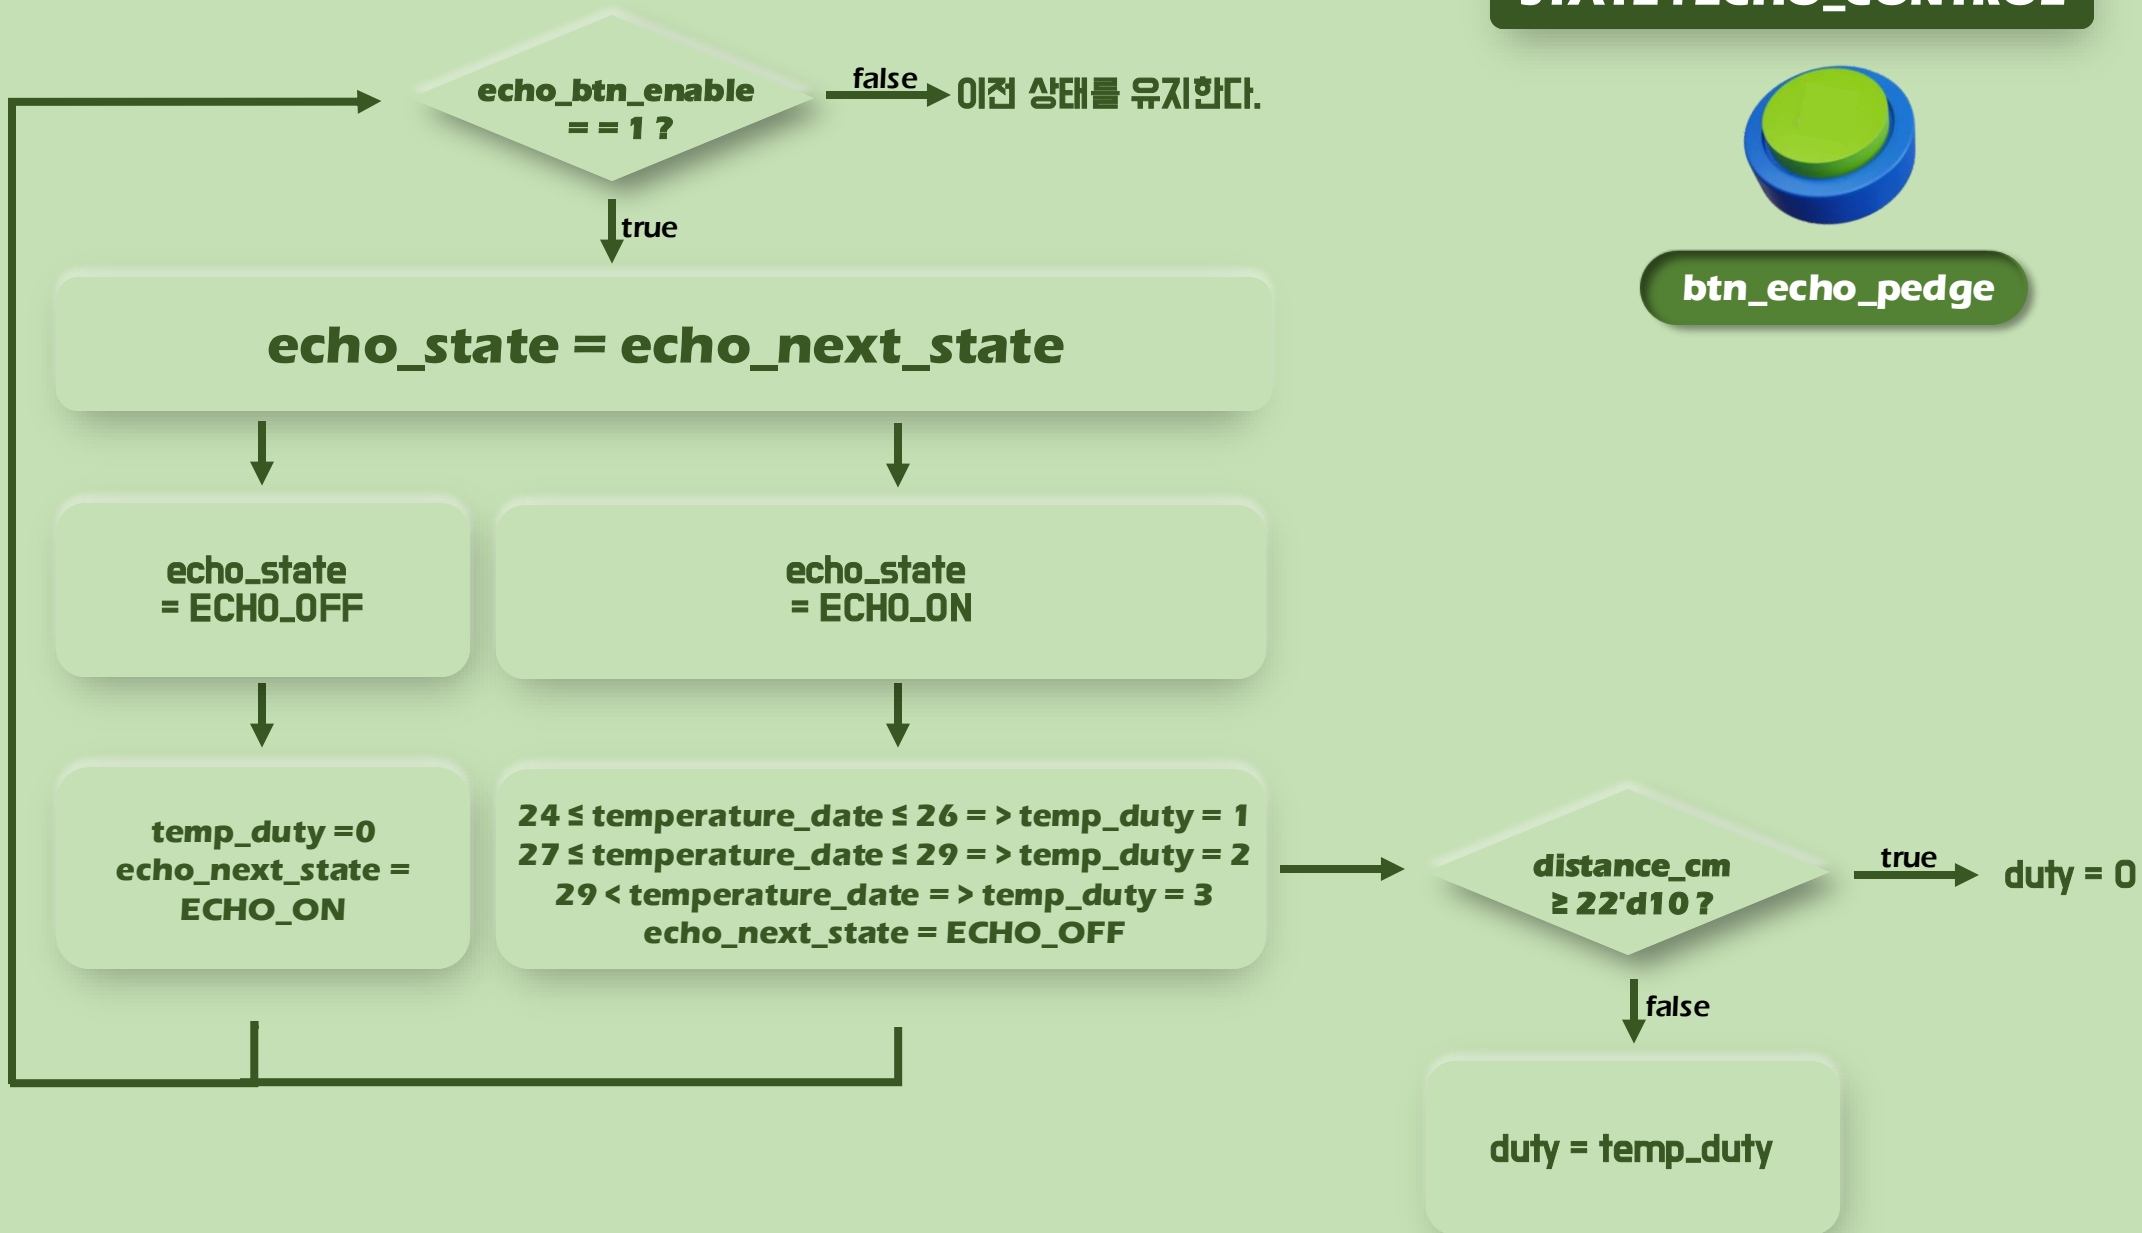 STATE : ECHO_CONTROL
echo_btn_enable
= = 1 ?
false
이전 상태를 유지한다.
true
btn_echo_pedge
echo_state = echo_next_state
echo_state
= ECHO_OFF
echo_state
= ECHO_ON
temp_duty =0
echo_next_state =
ECHO_ON
24 ≤ temperature_date ≤ 26 = > temp_duty = 1
27 ≤ temperature_date ≤ 29 = > temp_duty = 2
29 < temperature_date = > temp_duty = 3
echo_next_state = ECHO_OFF
distance_cm
≥ 22'd10 ?
true
duty = 0
false
duty = temp_duty